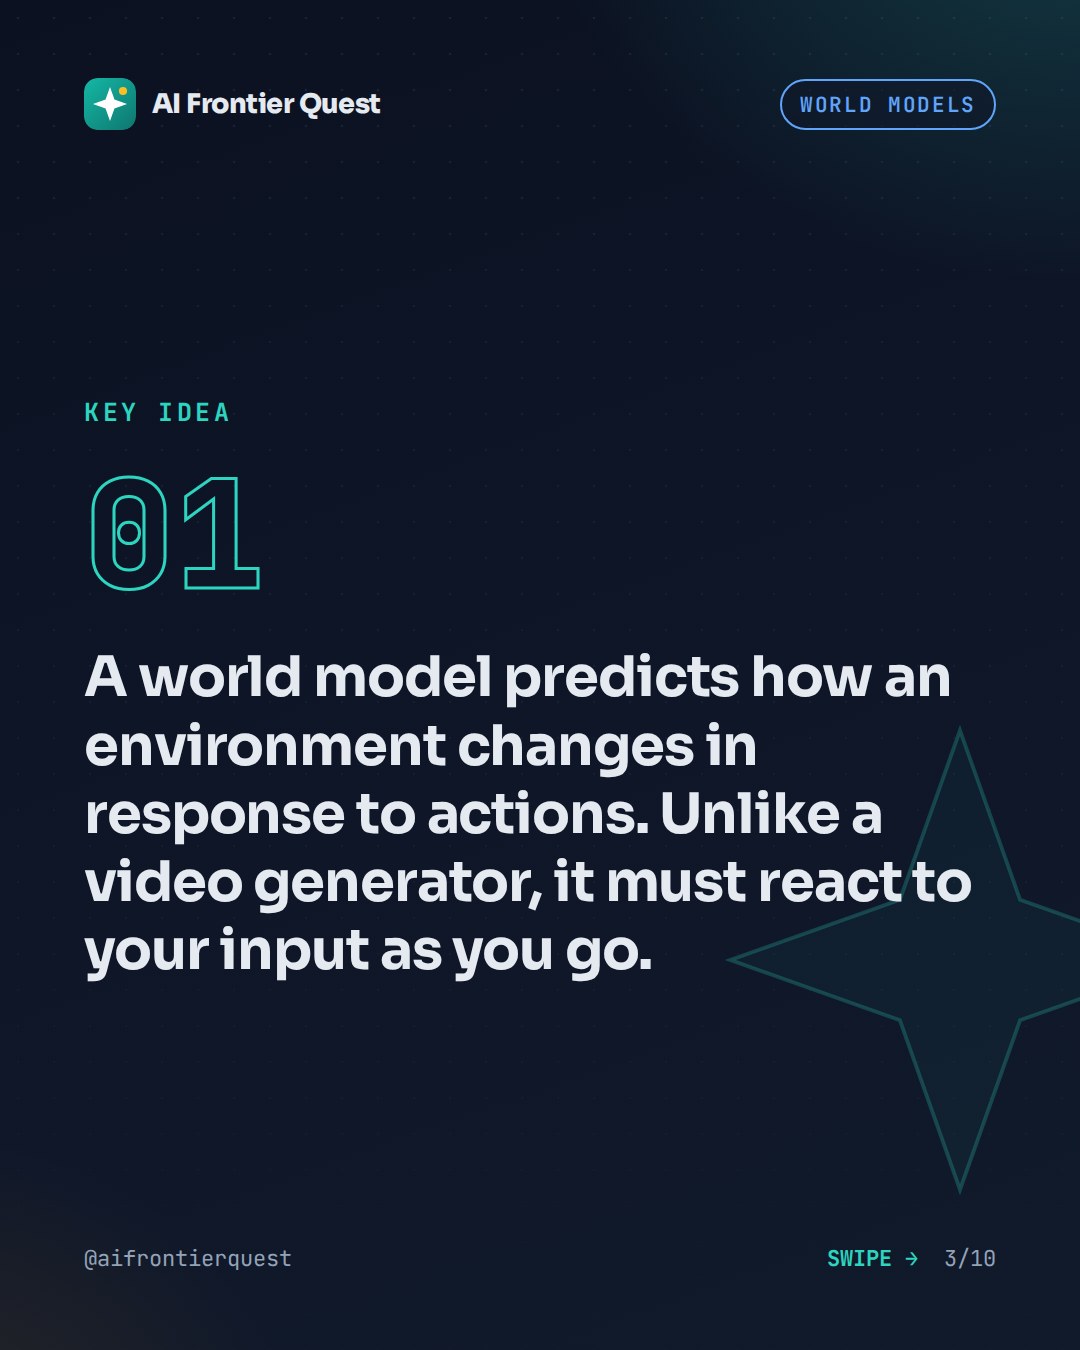 AI Frontier Quest
WORLD MODELS
KEY IDEA
01
A world model predicts how an
environment changes in
response to actions. Unlike a
video generator, it must react to
your input as you go.
@aifrontierquest
SWIPE → 3/10